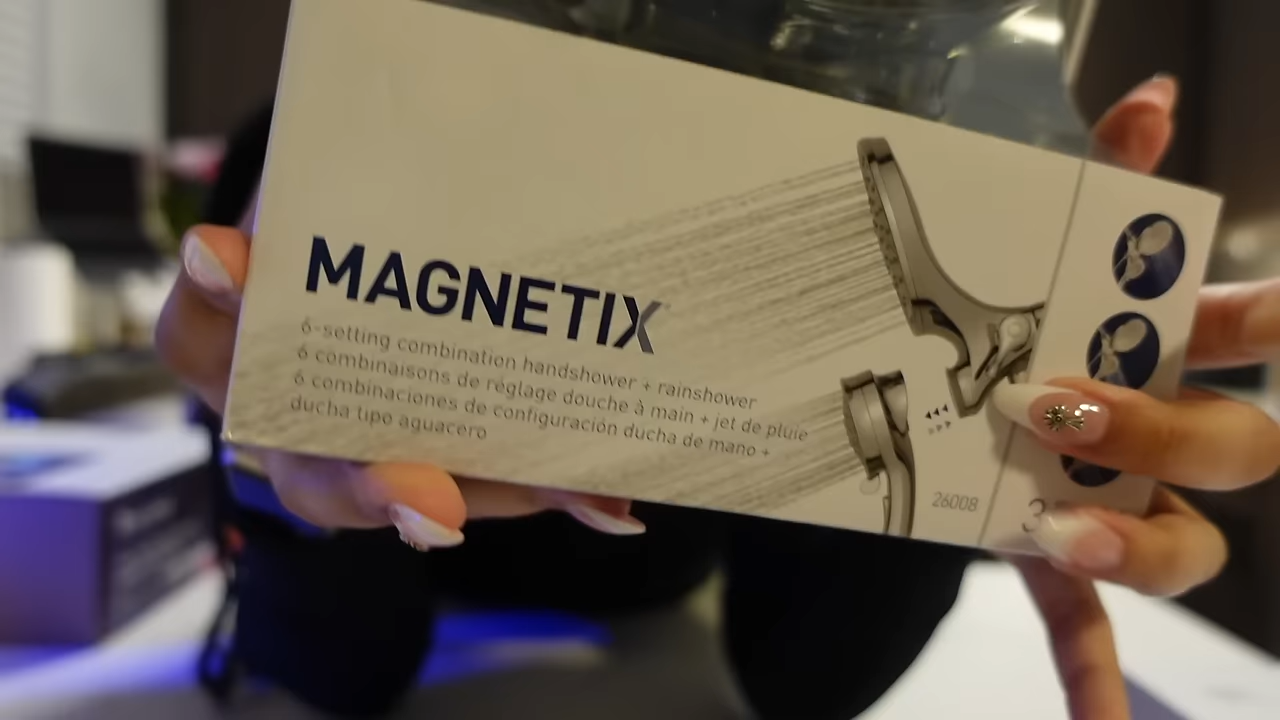 MAGNETIX
6-setting combination handshower + rainshower
6 combinaisons de réglage douche à main + jet de pluie
6 combinaciones de configuración ducha de mano +
ducha tipo aguacero
26008
3